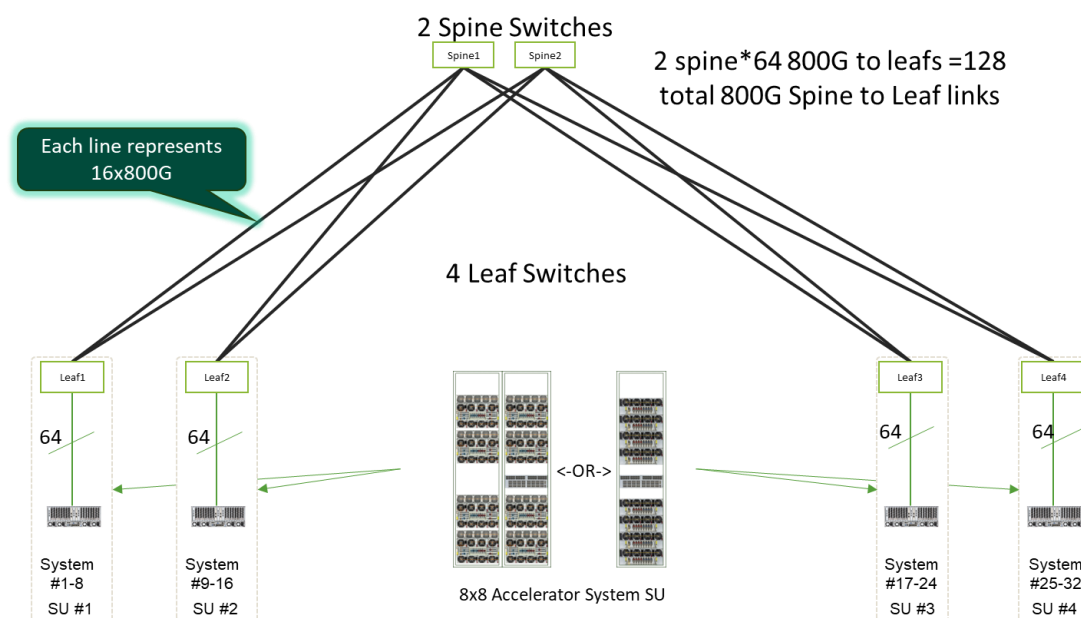 2 Spine Switches
Spine1
Spine2
2 spine*64 800G to leafs =128
total 800G Spine to Leaf links
Each line represents
16x800G
4 Leaf Switches
Leaf1
Leaf2
Leaf3
Leaf4
64
64
64
64
<-OR->
System
#1-8
SU #1
System
#9-16
SU #2
8x8 Accelerator System SU
System
#17-24
SU #3
System
#25-32
SU #4